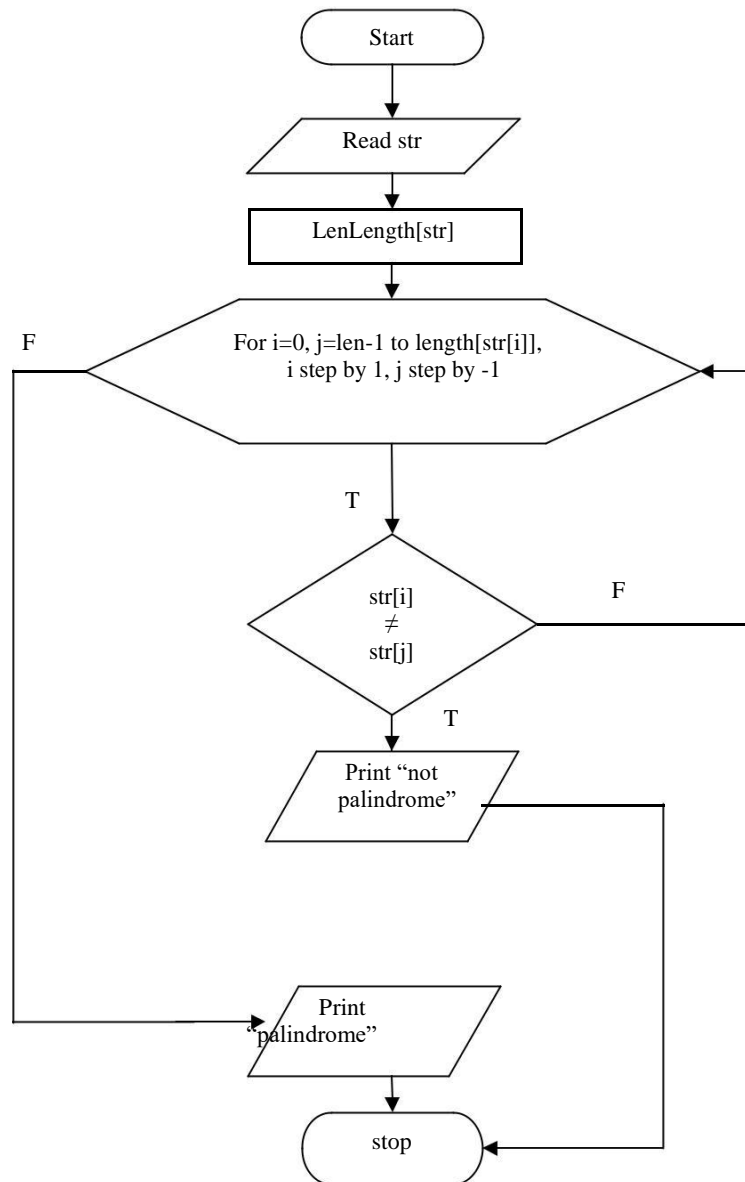 Start
Read str
LenLength[str]
F
For i=0, j=len-1 to length[str[i]],
i step by 1, j step by -1
T
str[i]
≠
str[j]
F
T
Print “not
palindrome”
Print
“palindrome”
stop